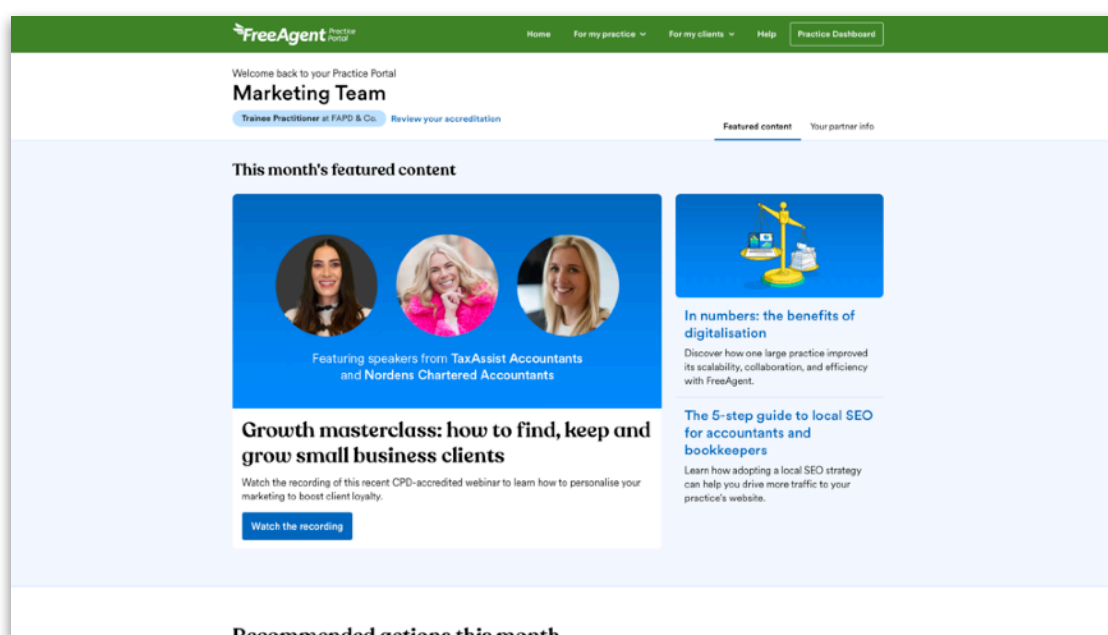 FreeAgent Practice Portal
Home For my practice For my clients Help Practice Dashboard
Welcome back to your Practice Portal
Marketing Team
Trainee Practitioner at FAPD & Co. Review your accreditation
Featured content Your partner info
This month's featured content
Featuring speakers from TaxAssist Accountants
and Nordens Chartered Accountants
Growth masterclass: how to find, keep and
grow small business clients
Watch the recording of this recent CPD-accredited webinar to learn how to personalise your
marketing to boost client loyalty.
Watch the recording
In numbers: the benefits of
digitalisation
Discover how one large practice improved
its scalability, collaboration, and efficiency
with FreeAgent.
The 5-step guide to local SEO
for accountants and
bookkeepers
Learn how adopting a local SEO strategy
can help you drive more traffic to your
practice's website.
Recommended actions this month